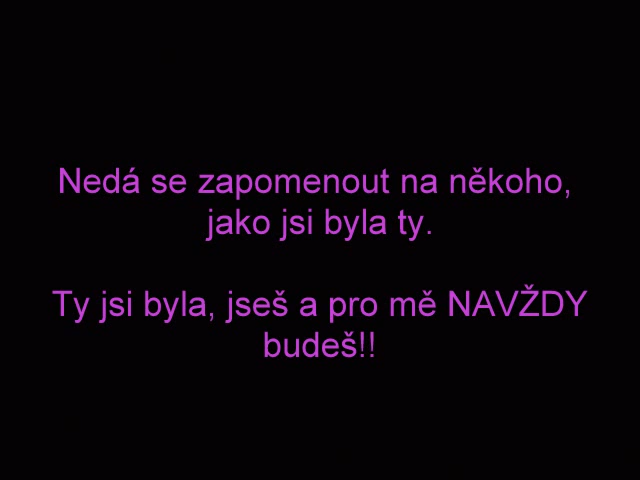 Nedá se zapomenout na někoho,
jako jsi byla ty.
Ty jsi byla, jseš a pro mě NAVŽDY
budeš!!